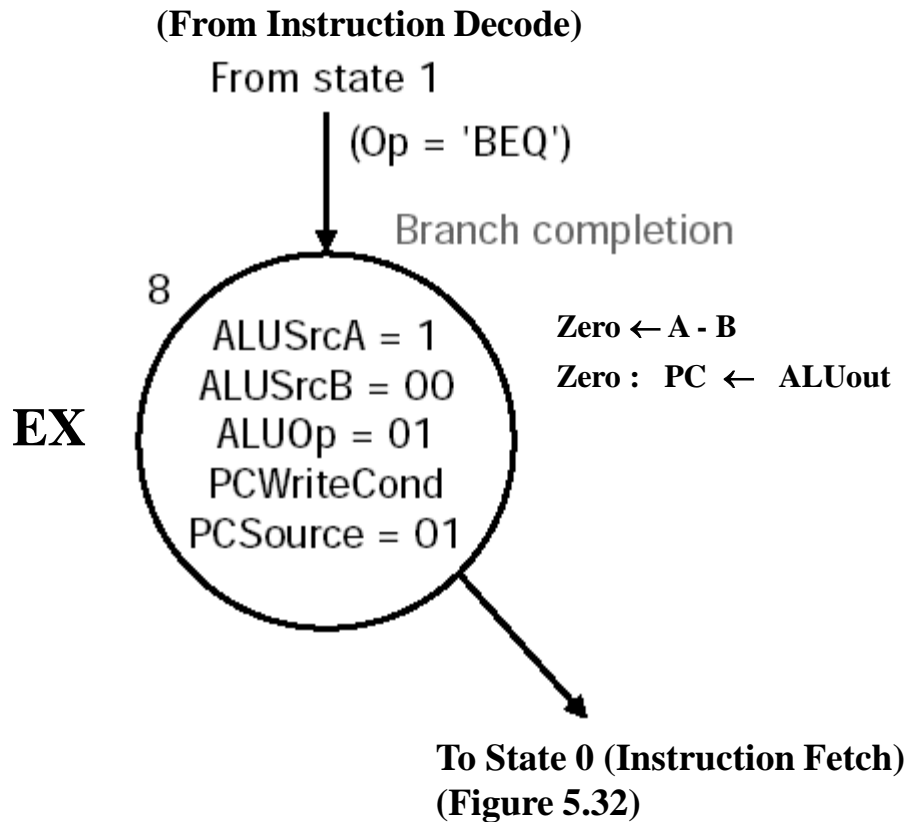 (From Instruction Decode)
From state 1
(Op = 'BEQ')
Branch completion
8
ALUSrcA = 1
ALUSrcB = 00
ALUOp = 01
PCWriteCond
PCSource = 01
EX
Zero ← A - B
Zero : PC ← ALUout
To State 0 (Instruction Fetch)
(Figure 5.32)